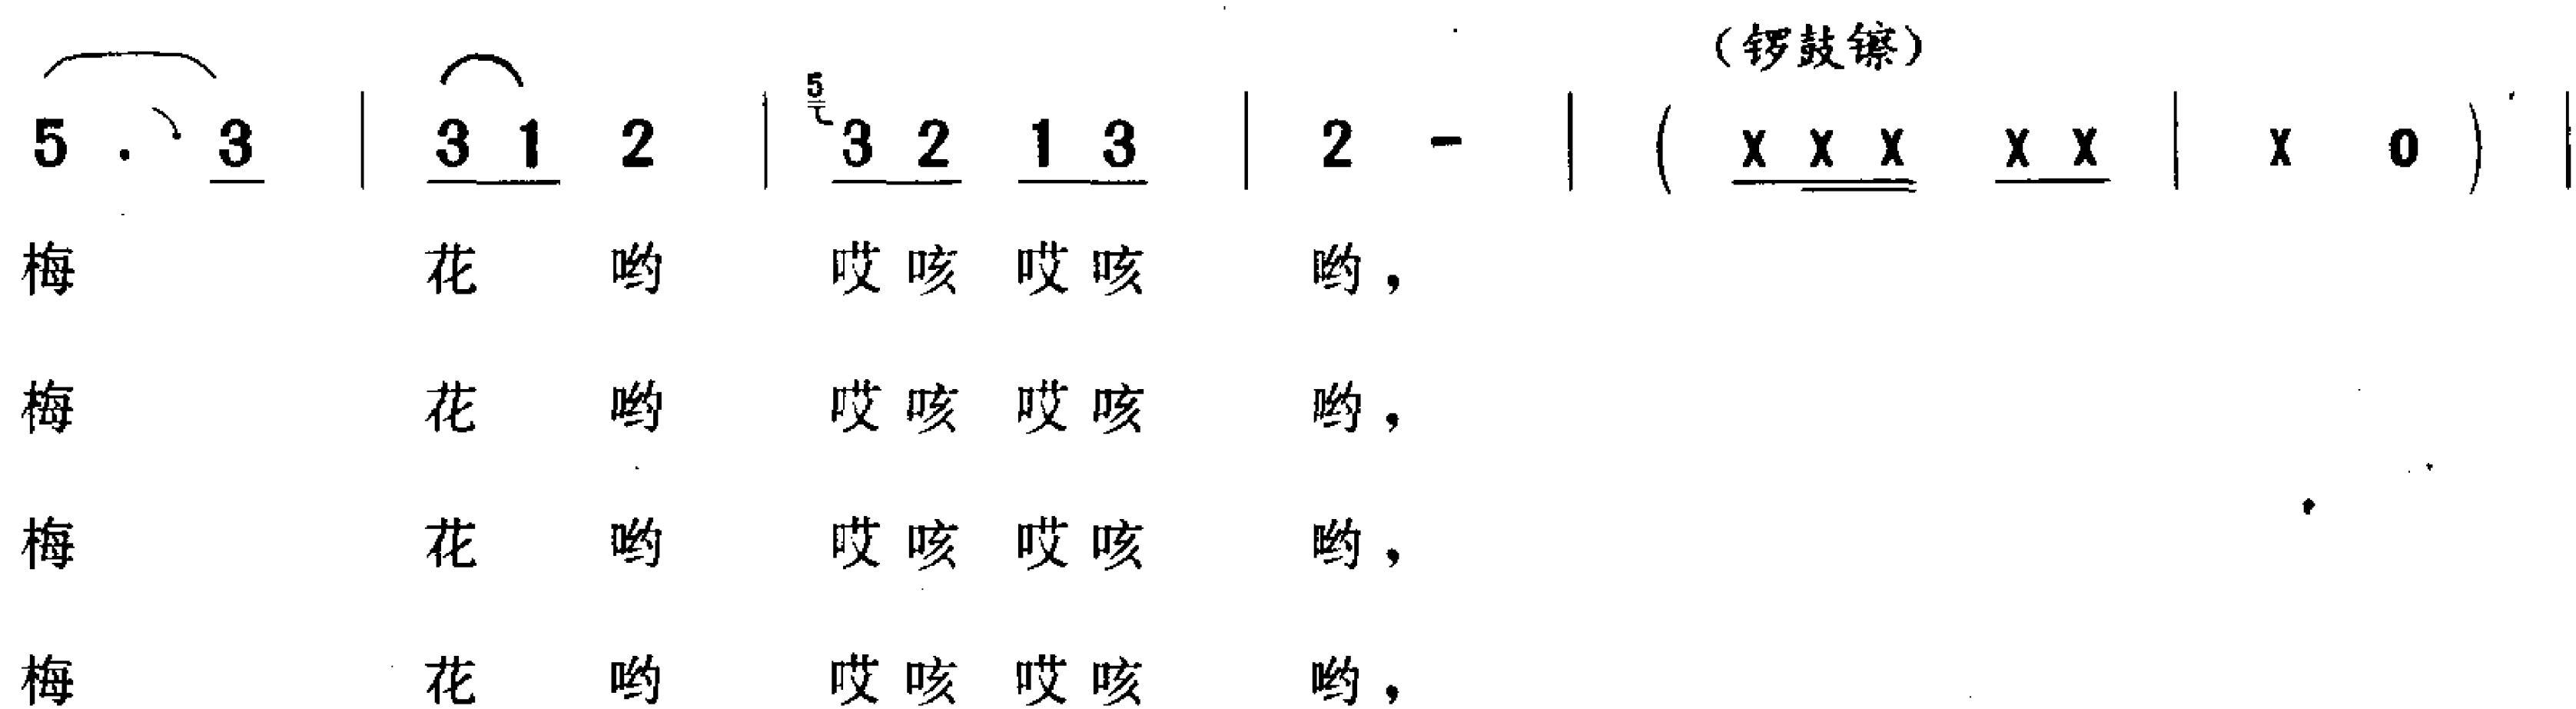 (锣鼓镲)
5 . 3 | 3 1 2 | 5 3 2 1 3 | 2 - | ( X X X X X | X 0 ) |
梅 花 哟 哎 咳 哎 咳 哟，
梅 花 哟 哎 咳 哎 咳 哟，
梅 花 哟 哎 咳 哎 咳 哟，
梅 花 哟 哎 咳 哎 咳 哟，